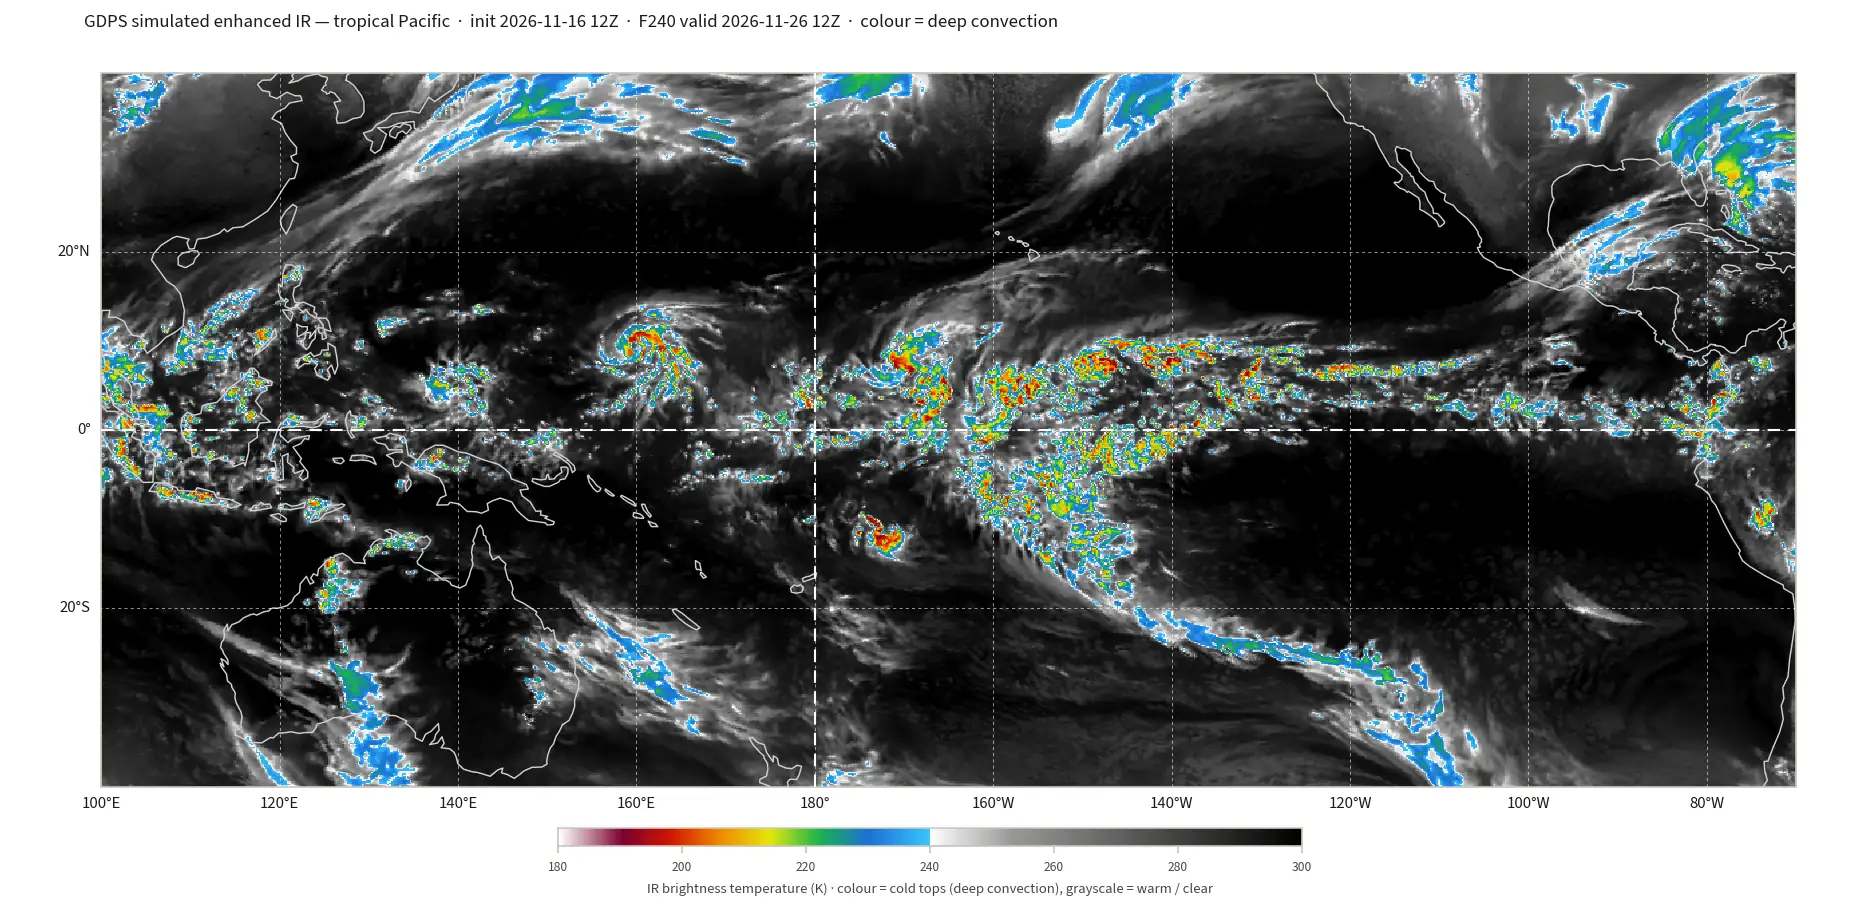 GDPS simulated enhanced IR — tropical Pacific · init 2026-11-16 12Z · F240 valid 2026-11-26 12Z · colour = deep convection
20°N
0°
20°S
100°E 120°E 140°E 160°E 180° 160°W 140°W 120°W 100°W 80°W
180 200 220 240 260 280 300
IR brightness temperature (K) · colour = cold tops (deep convection), grayscale = warm / clear